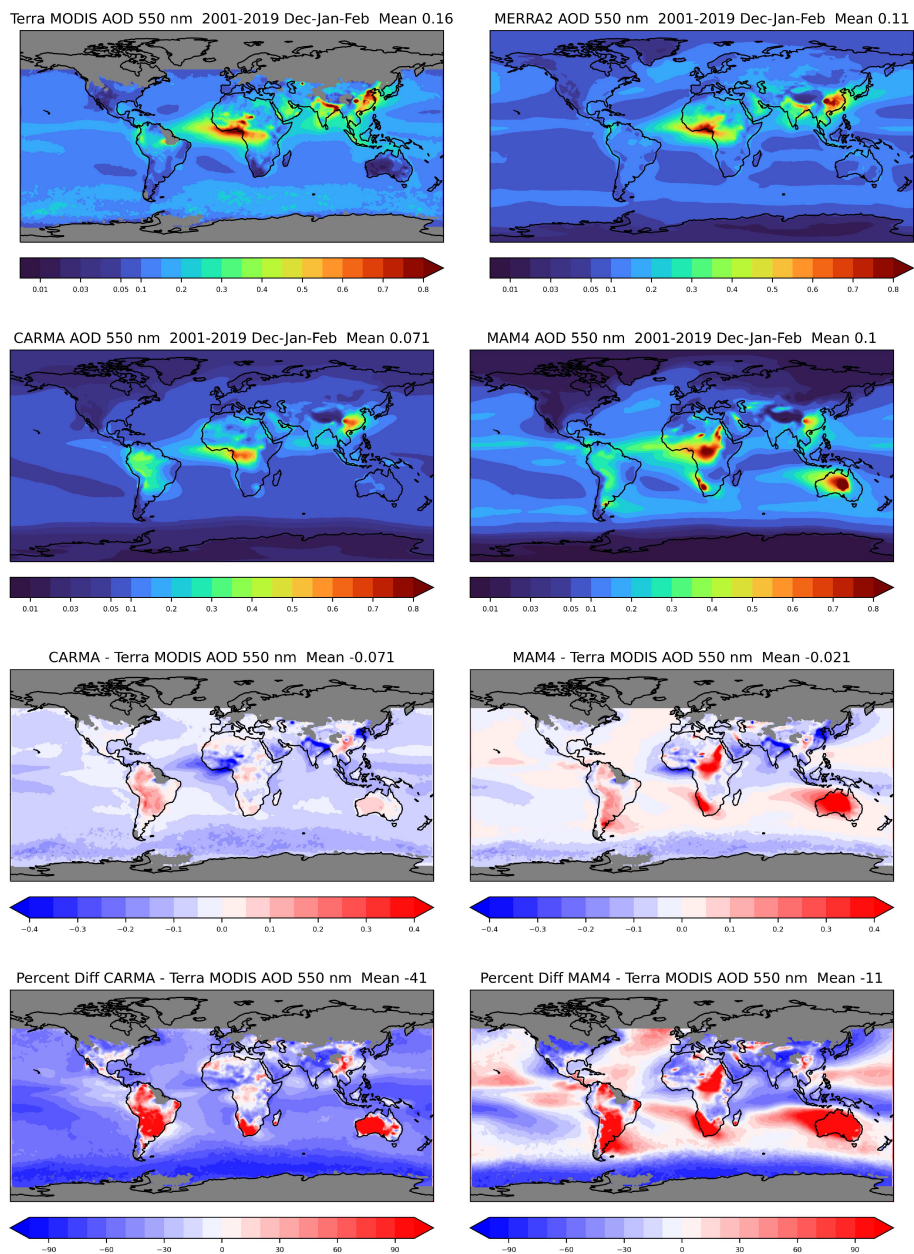 Terra MODIS AOD 550 nm  2001-2019 Dec-Jan-Feb  Mean 0.16
MERRA2 AOD 550 nm  2001-2019 Dec-Jan-Feb  Mean 0.11
0.01 0.03 0.05 0.1 0.2 0.3 0.4 0.5 0.6 0.7 0.8
0.01 0.03 0.05 0.1 0.2 0.3 0.4 0.5 0.6 0.7 0.8
CARMA AOD 550 nm  2001-2019 Dec-Jan-Feb  Mean 0.071
MAM4 AOD 550 nm  2001-2019 Dec-Jan-Feb  Mean 0.1
0.01 0.03 0.05 0.1 0.2 0.3 0.4 0.5 0.6 0.7 0.8
0.01 0.03 0.05 0.1 0.2 0.3 0.4 0.5 0.6 0.7 0.8
CARMA - Terra MODIS AOD 550 nm  Mean -0.071
MAM4 - Terra MODIS AOD 550 nm  Mean -0.021
−0.4 −0.3 −0.2 −0.1 0.0 0.1 0.2 0.3 0.4
−0.4 −0.3 −0.2 −0.1 0.0 0.1 0.2 0.3 0.4
Percent Diff CARMA - Terra MODIS AOD 550 nm  Mean -41
Percent Diff MAM4 - Terra MODIS AOD 550 nm  Mean -11
−90 −60 −30 0 30 60 90
−90 −60 −30 0 30 60 90